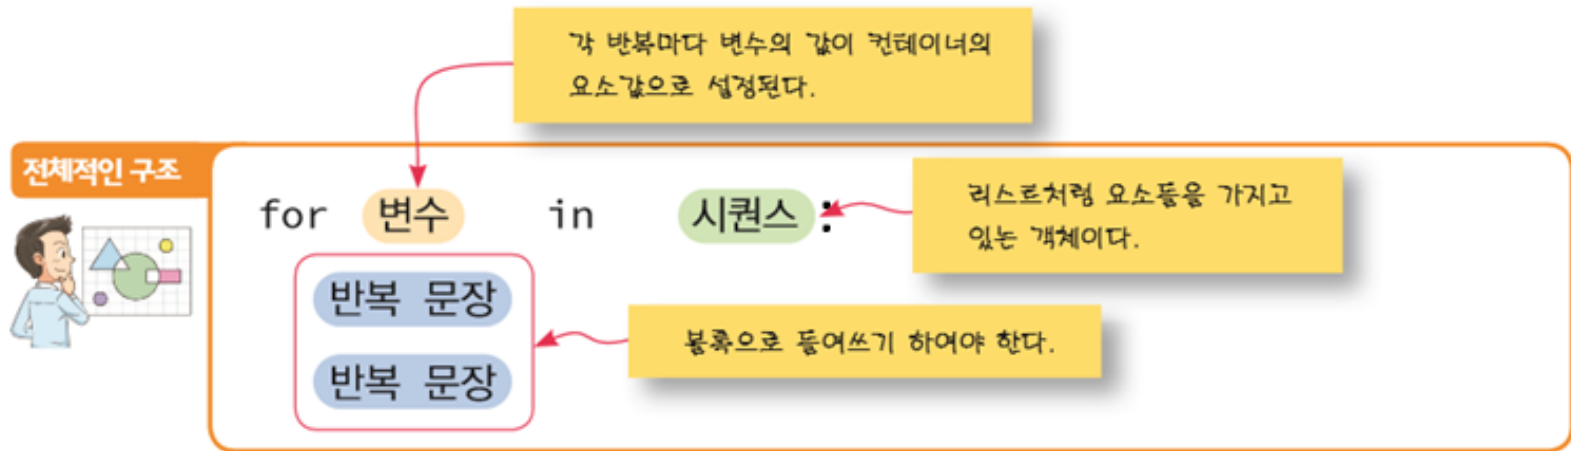 각 반복마다 변수의 값이 컨테이너의
요소값으로 설정된다.
전체적인 구조
for 변수 in 시퀀스 :
리스트처럼 요소들을 가지고
있는 객체이다.
반복 문장
블록으로 들여쓰기 하여야 한다.
반복 문장